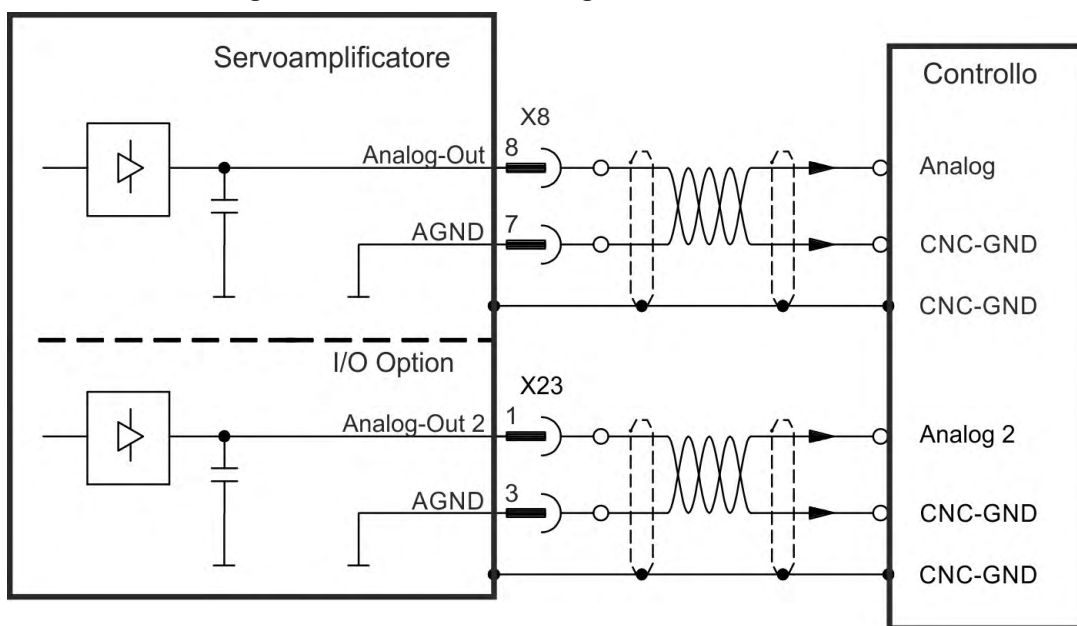 Servoamplificatore
Controllo
X8
Analog-Out 8 Analog
AGND 7 CNC-GND
CNC-GND
I/O Option
X23
Analog-Out 2 1 Analog 2
AGND 3 CNC-GND
CNC-GND